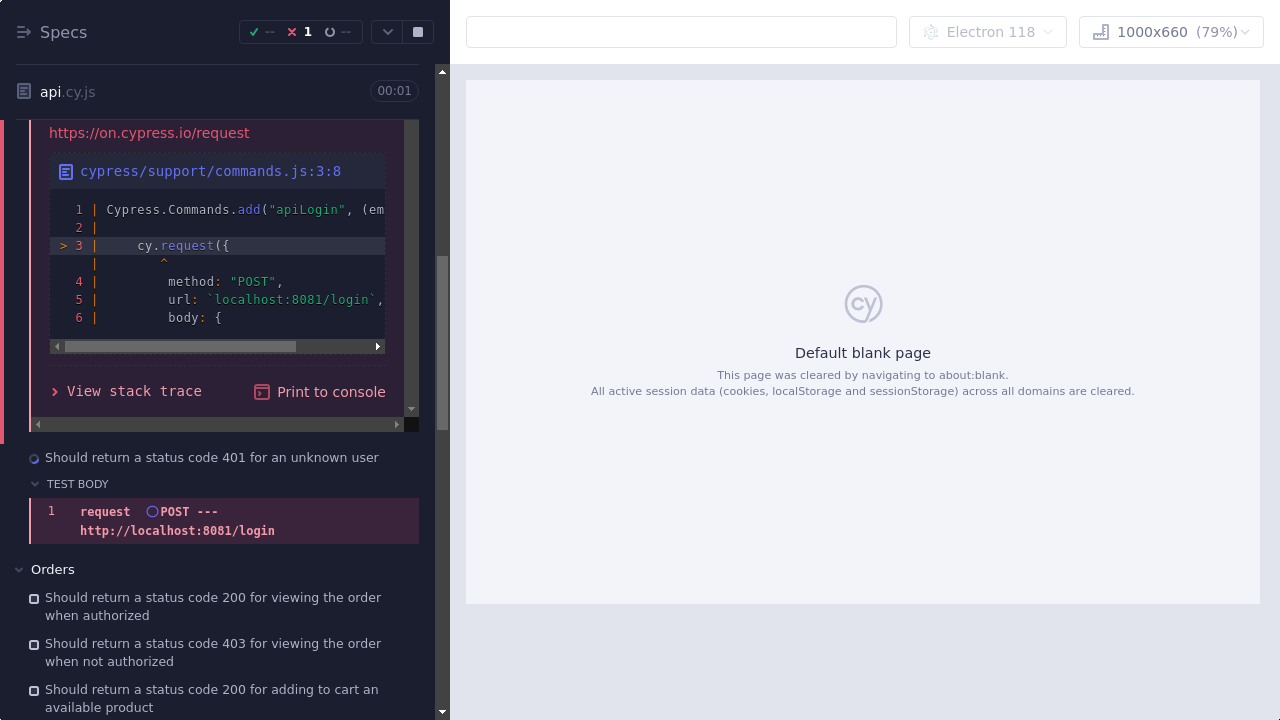 Specs
--
1
--
Electron 118
1000x660 (79%)
api.cy.js
00:01
https://on.cypress.io/request
cypress/support/commands.js:3:8
1 | Cypress.Commands.add("apiLogin", (em
2 |
> 3 |     cy.request({
|        ^
4 |         method: "POST",
5 |         url: `localhost:8081/login`,
6 |         body: {
View stack trace
Print to console
Should return a status code 401 for an unknown user
TEST BODY
1 request POST ---
http://localhost:8081/login
Orders
Should return a status code 200 for viewing the order
when authorized
Should return a status code 403 for viewing the order
when not authorized
Should return a status code 200 for adding to cart an
available product
cy
Default blank page
This page was cleared by navigating to about:blank.
All active session data (cookies, localStorage and sessionStorage) across all domains are cleared.